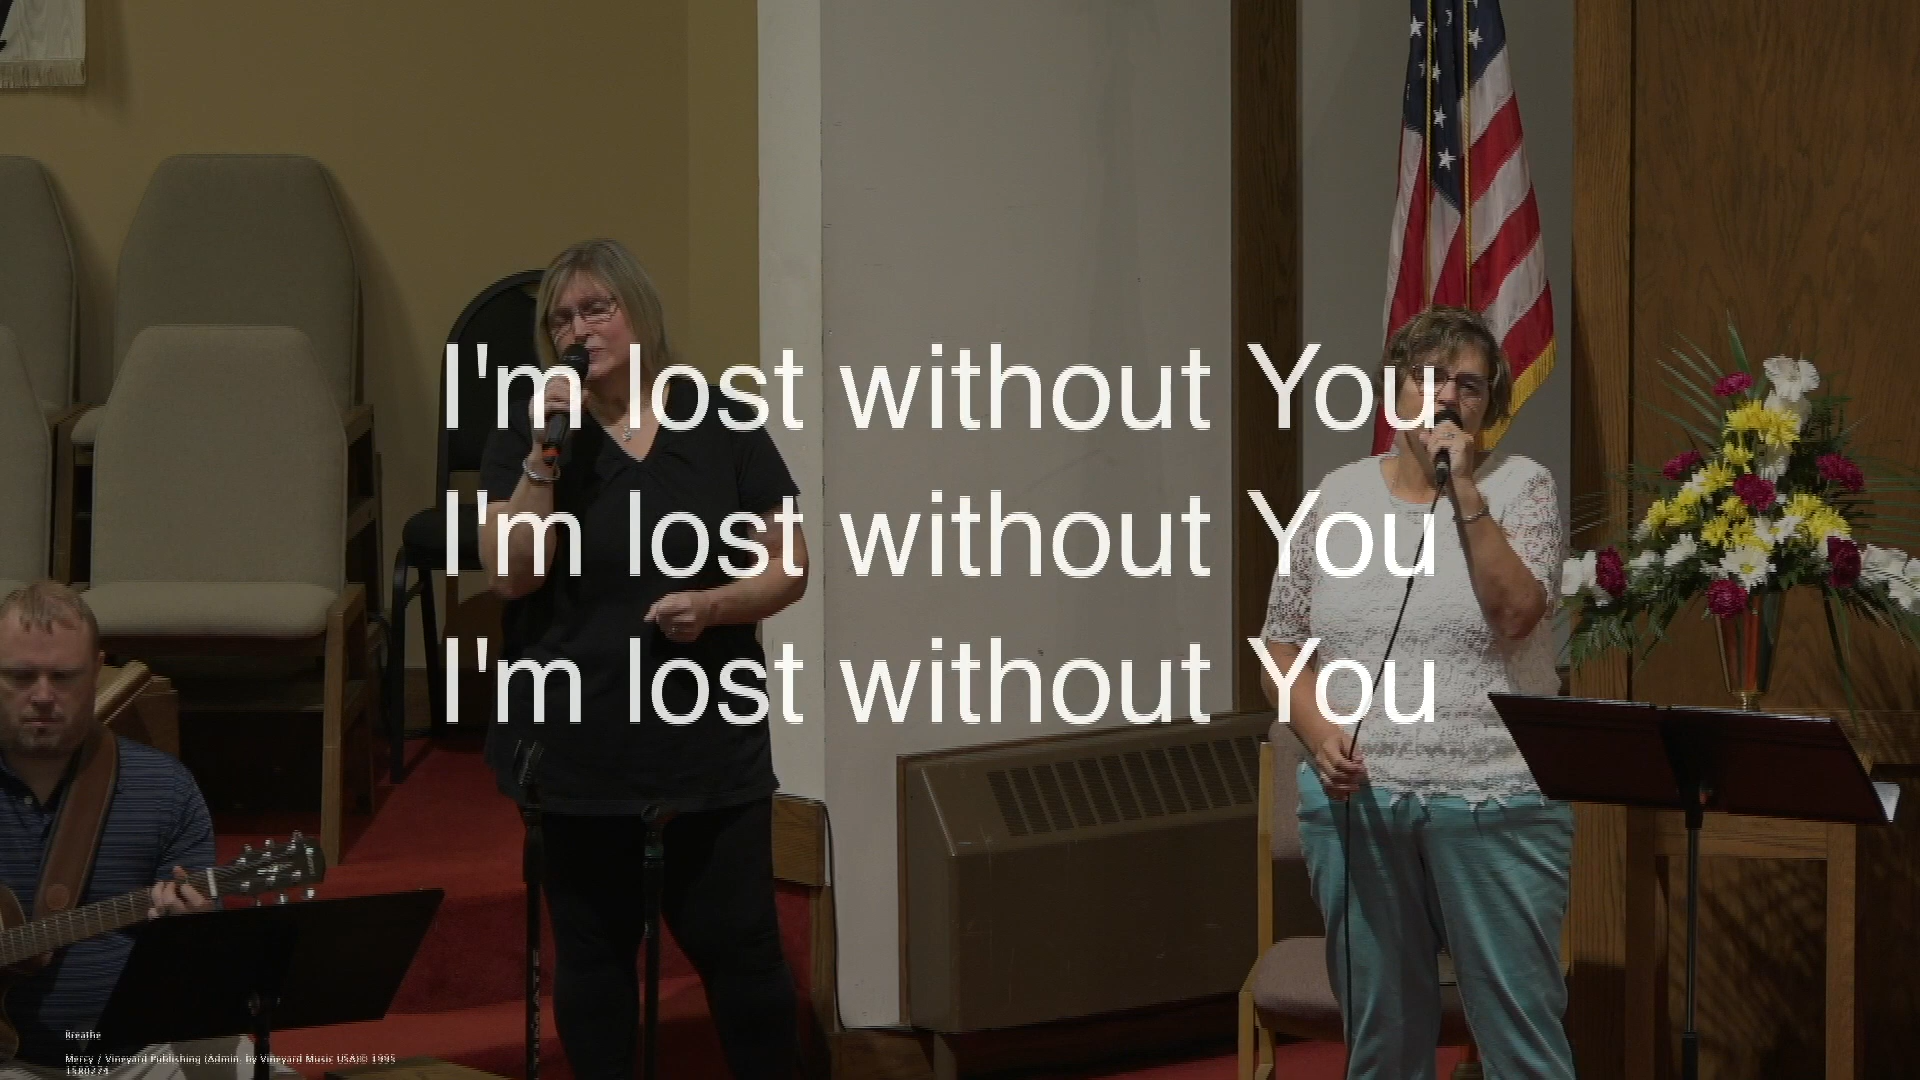 I'm lost without You
I'm lost without You
I'm lost without You
Breathe
Mercy / Vineyard Publishing (Admin. by Vineyard Music USA)© 1995
1580274